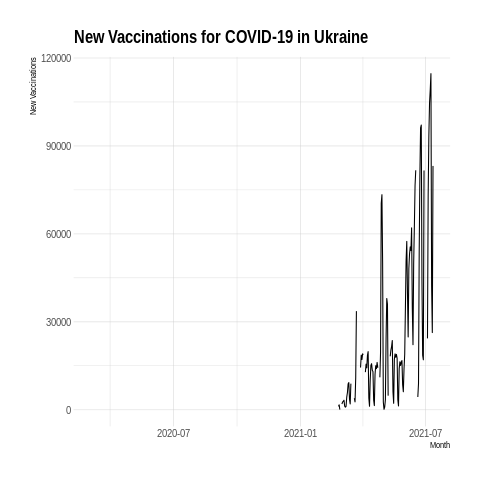 New Vaccinations for COVID-19 in Ukraine
New Vaccinations
120000
90000
60000
30000
0
2020-07 2021-01 2021-07
Month